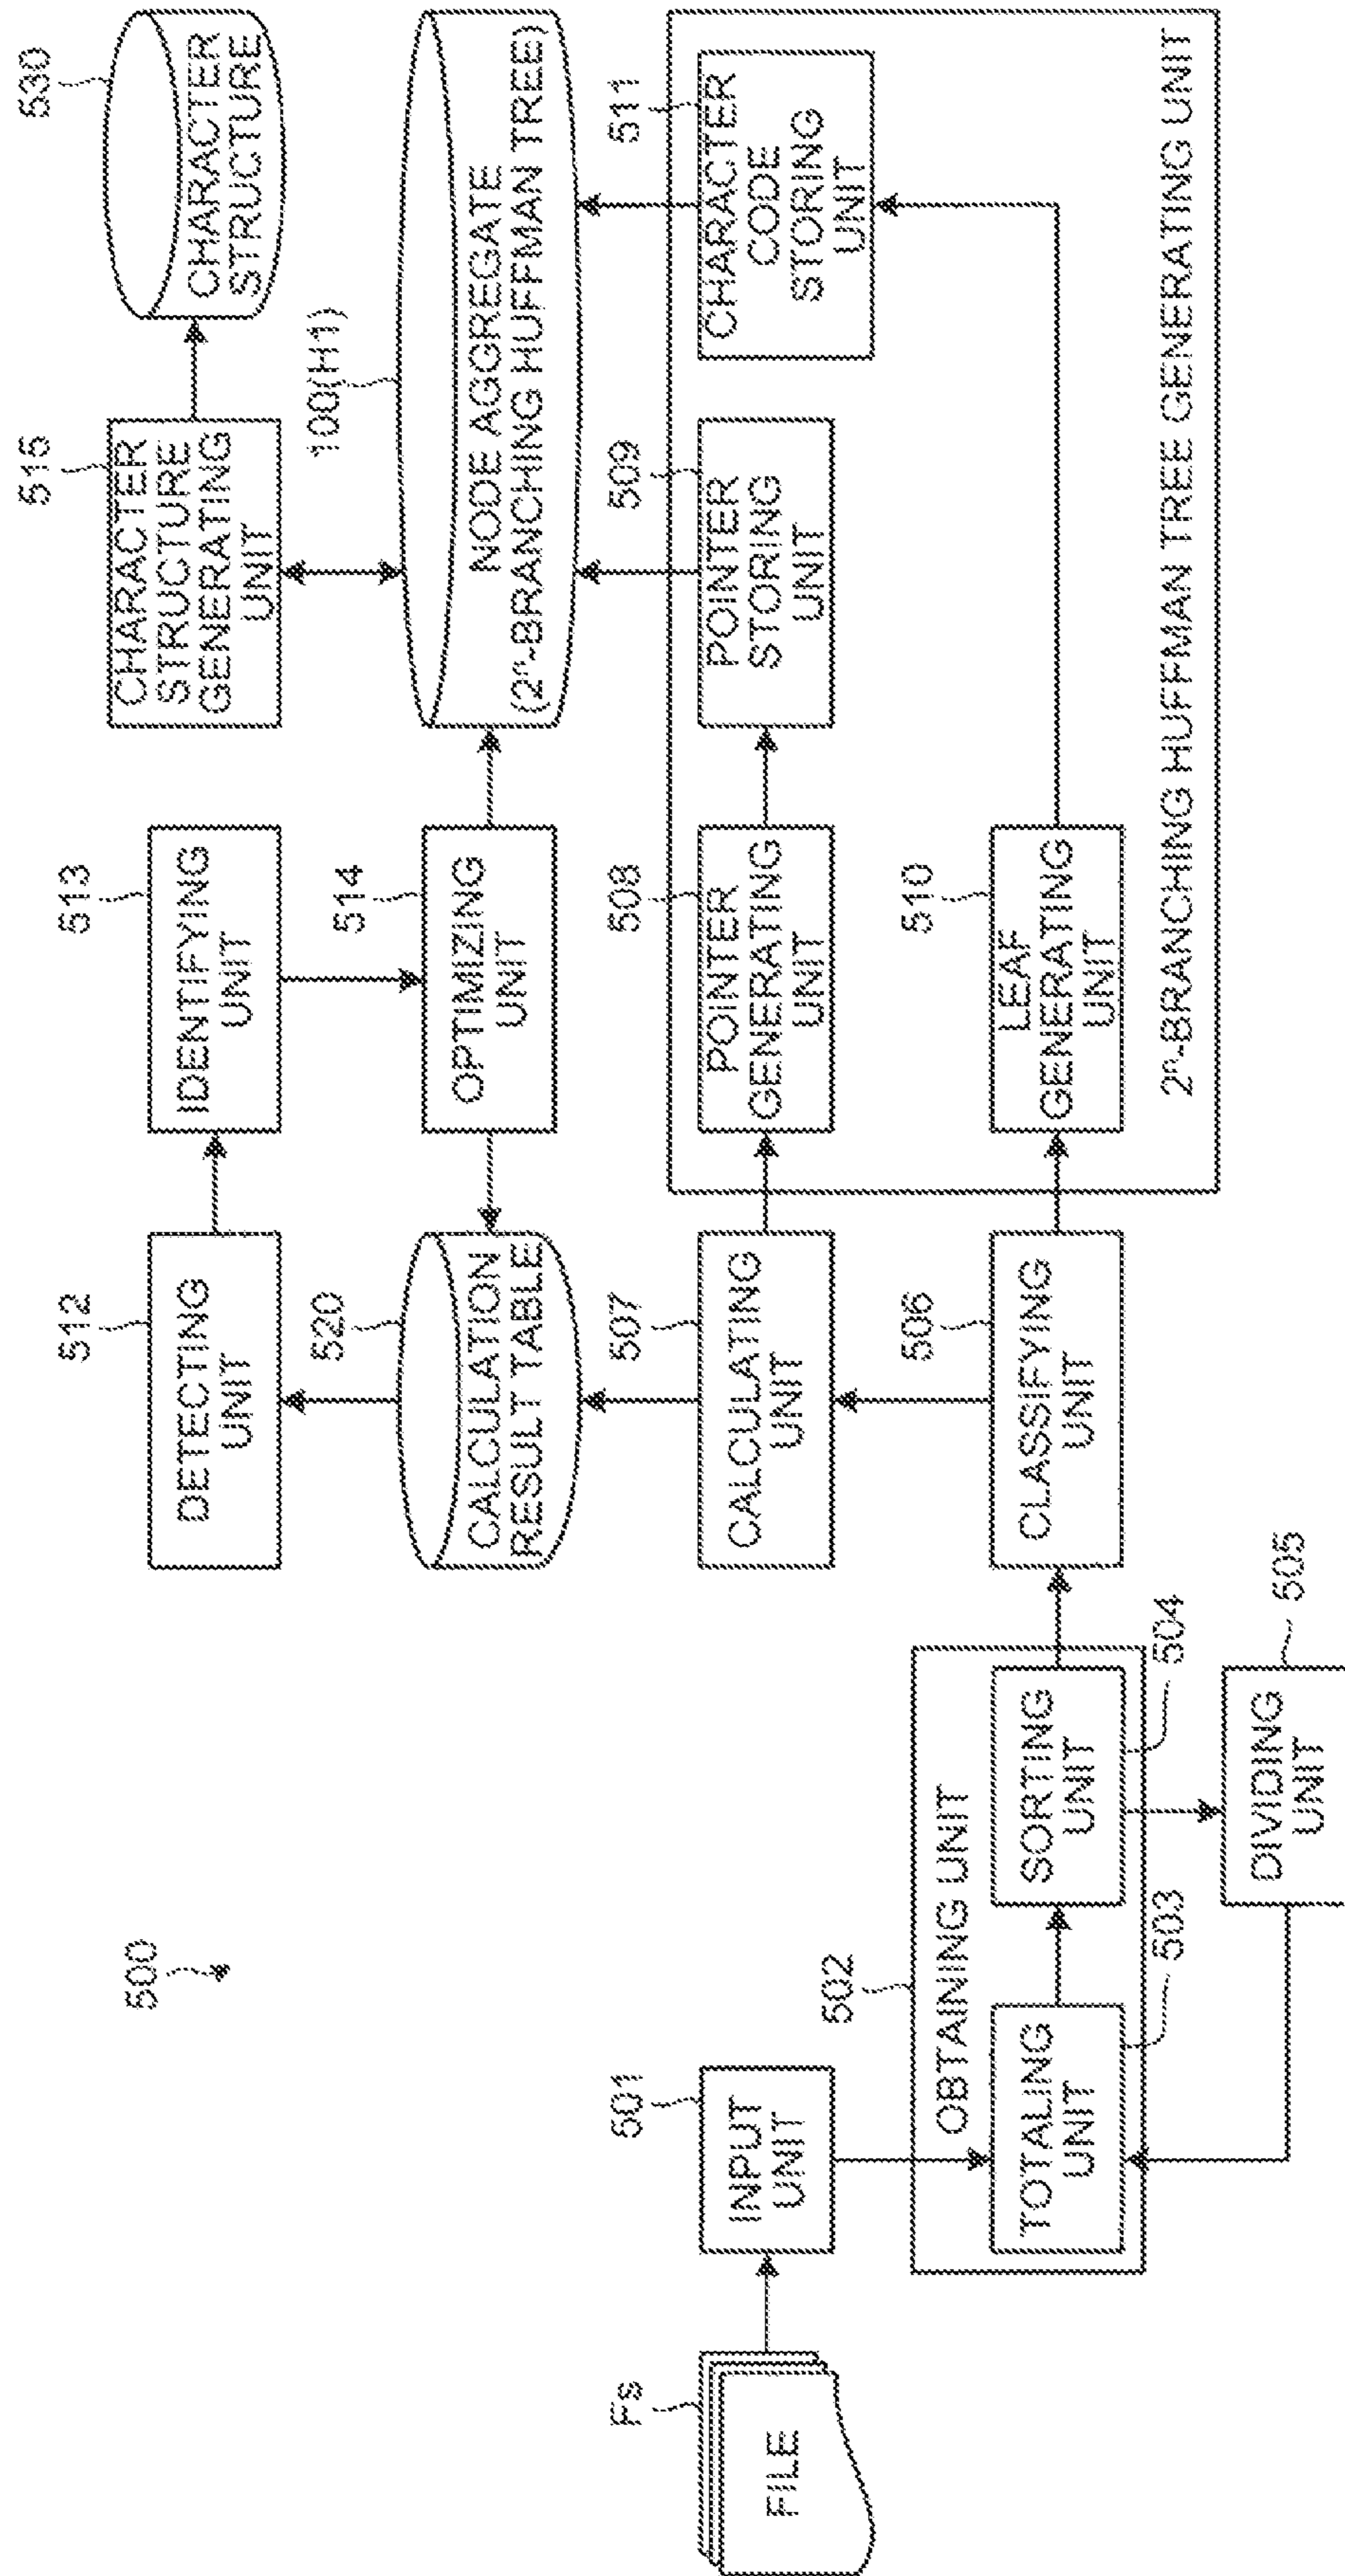 500
Fs
FILE
501
INPUT
UNIT
502
OBTAINING UNIT
TOTALING
UNIT
503
SORTING
UNIT
504
DIVIDING
UNIT
505
512
DETECTING
UNIT
520
CALCULATION
RESULT TABLE
507
CALCULATING
UNIT
506
CLASSIFYING
UNIT
513
IDENTIFYING
UNIT
514
OPTIMIZING
UNIT
508
POINTER
GENERATING
UNIT
510
LEAF
GENERATING
UNIT
515
CHARACTER
STRUCTURE
GENERATING
UNIT
530
CHARACTER
STRUCTURE
100(H1)
NODE AGGREGATE
(2ⁿ-BRANCHING HUFFMAN TREE)
509
POINTER
STORING
UNIT
511
CHARACTER
CODE
STORING
UNIT
2ⁿ-BRANCHING HUFFMAN TREE GENERATING UNIT